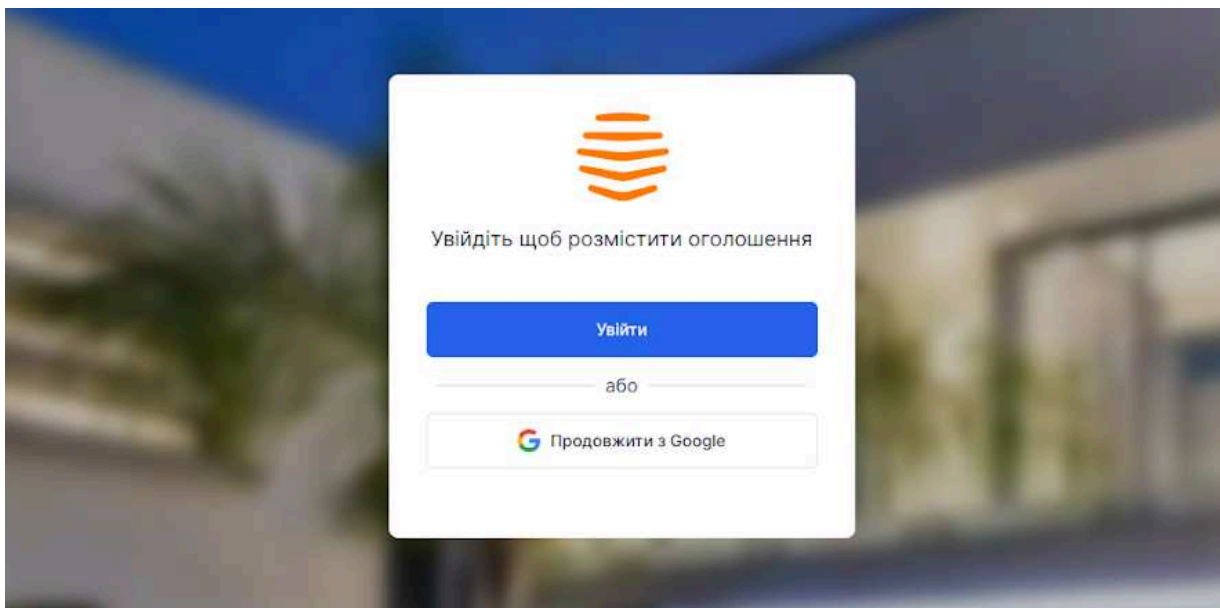 Увійдіть щоб розмістити оголошення
Увійти
або
Продовжити з Google